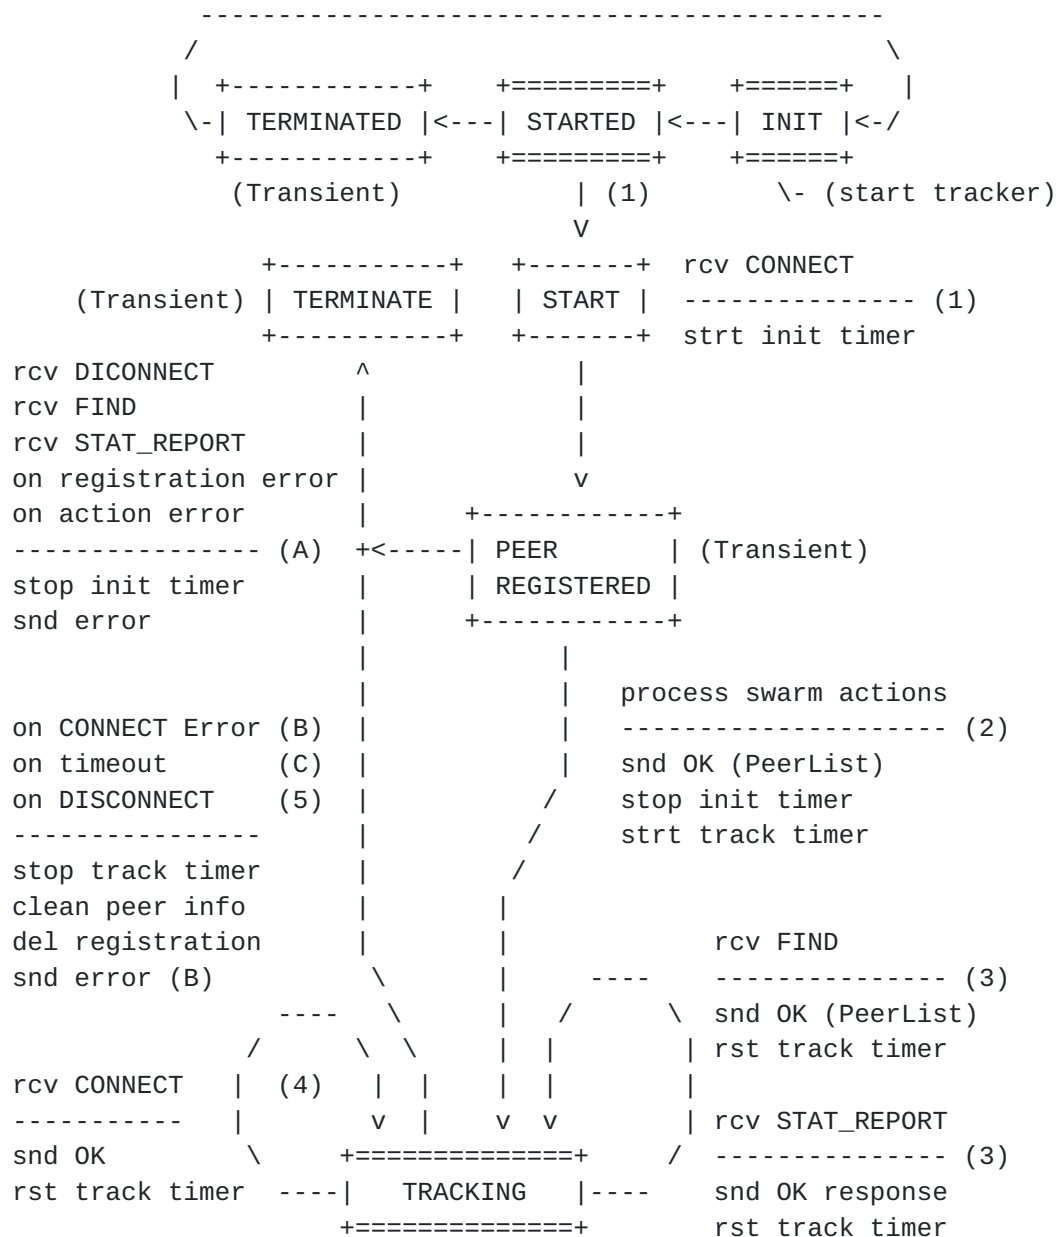 --------------------------------------------
           /                                            \
          |  +------------+    +=========+    +======+   |
           \-| TERMINATED |<---| STARTED |<---| INIT |<-/
             +------------+    +=========+    +======+
              (Transient)           | (1)        \- (start tracker)
                                    V
                +-----------+   +-------+  rcv CONNECT
    (Transient) | TERMINATE |   | START |  --------------- (1)
                +-----------+   +-------+  strt init timer
rcv DICONNECT         ^             |
rcv FIND              |             |
rcv STAT_REPORT       |             |
on registration error |             v
on action error       |      +------------+
---------------- (A)  +<-----| PEER       | (Transient)
stop init timer       |      | REGISTERED |
snd error             |      +------------+
                      |            |
                      |            |   process swarm actions
on CONNECT Error (B)  |            |   --------------------- (2)
on timeout       (C)  |            |   snd OK (PeerList)
on DISCONNECT    (5)  |           /    stop init timer
----------------      |          /     strt track timer
stop track timer      |         /
clean peer info       |        |
del registration      |        |             rcv FIND
snd error (B)          \       |     ----    --------------- (3)
                 ----   \      |   /      \  snd OK (PeerList)
               /      \  \     |  |        | rst track timer
rcv CONNECT   |  (4)   |  |    |  |        |
-----------   |        v  |    v  v        | rcv STAT_REPORT
snd OK         \     +==============+     /  --------------- (3)
rst track timer  ----|   TRACKING   |----    snd OK response
                     +==============+        rst track timer